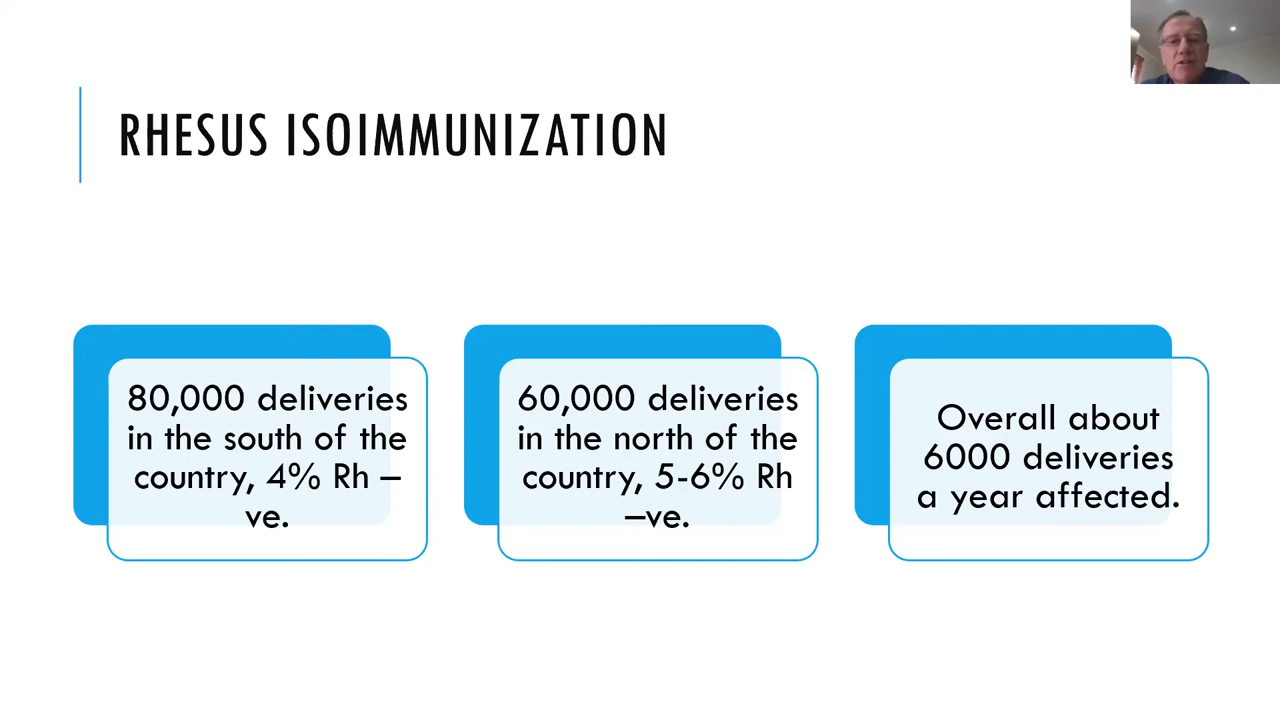 RHESUS ISOIMMUNIZATION
80,000 deliveries
in the south of the
country, 4% Rh –
ve.
60,000 deliveries
in the north of the
country, 5-6% Rh
–ve.
Overall about
6000 deliveries
a year affected.